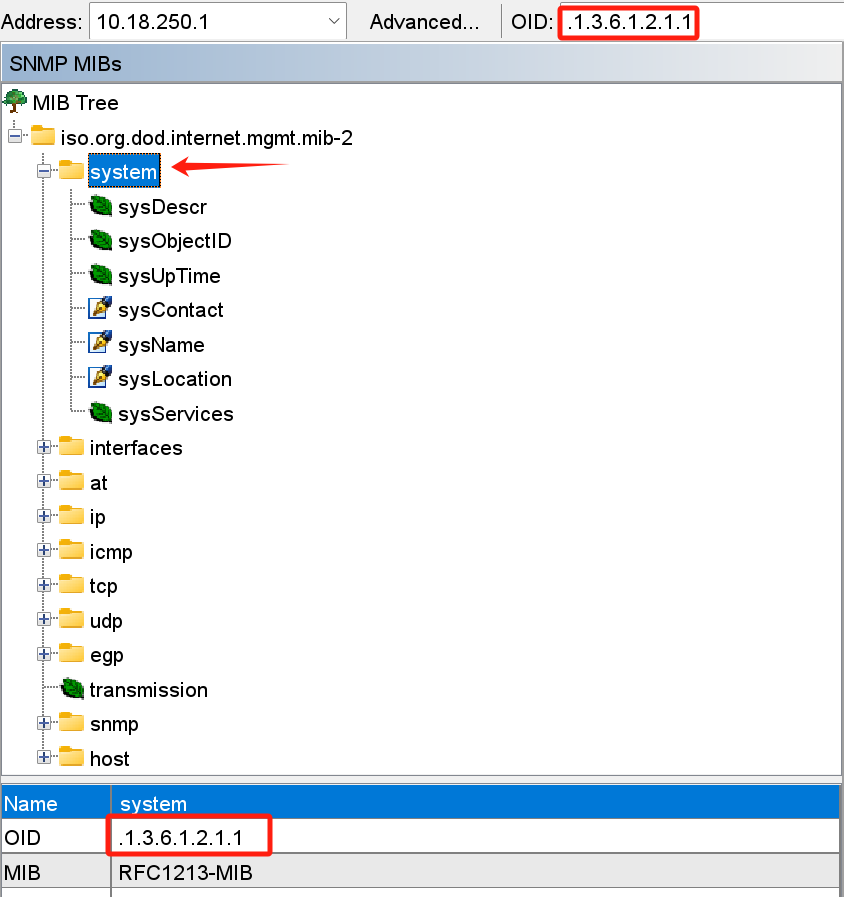 Address: 10.18.250.1 Advanced... OID: .1.3.6.1.2.1.1
SNMP MIBs
MIB Tree
iso.org.dod.internet.mgmt.mib-2
system
sysDescr
sysObjectID
sysUpTime
sysContact
sysName
sysLocation
sysServices
interfaces
at
ip
icmp
tcp
udp
egp
transmission
snmp
host
Name system
OID .1.3.6.1.2.1.1
MIB RFC1213-MIB